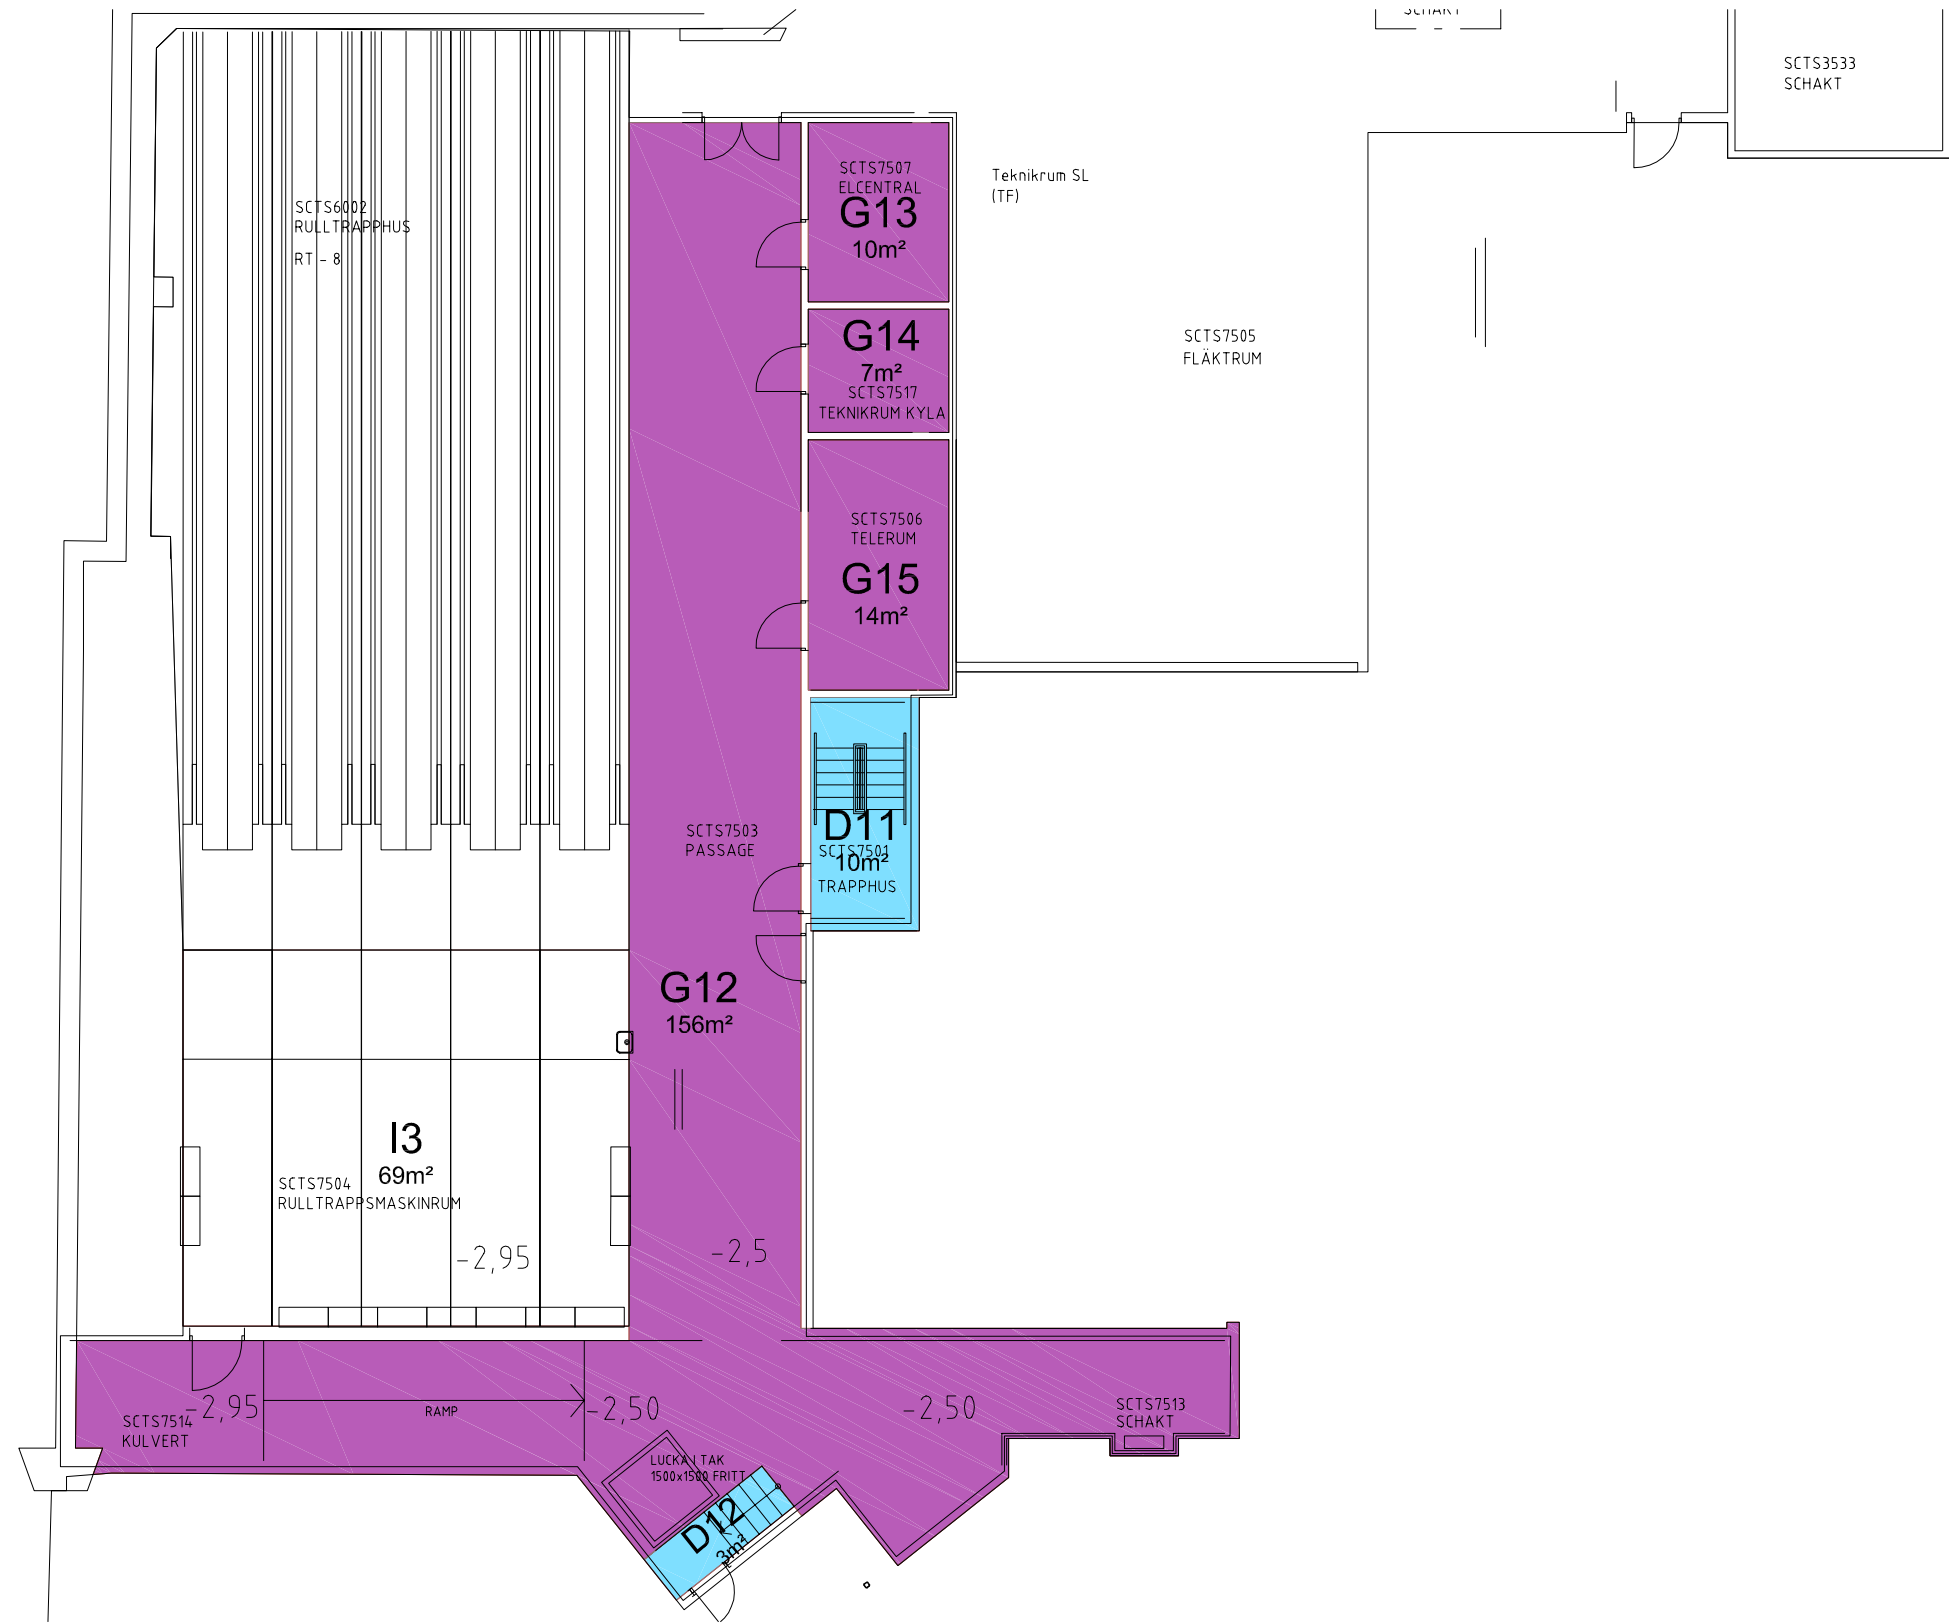 SCHAKT
SCTS3533
SCHAKT
SCTS7507
ELCENTRAL
G13
10m²
Teknikrum SL
(TF)
SCTS6002
RULLTRAPPHUS
RT - 8
G14
7m²
SCTS7517
TEKNIKRUM KYLA
SCTS7505
FLÄKTRUM
SCTS7506
TELERUM
G15
14m²
SCTS7503
PASSAGE
D11
SCTS7501
10m²
TRAPPHUS
G12
156m²
I3
69m²
SCTS7504
RULLTRAPPSMASKINRUM
-2,95
-2,5
-2,95
RAMP
-2,50
-2,50
SCTS7513
SCHAKT
SCTS7514
KULVERT
LUCKA I TAK
1500x1500 FRITT
D12
3m²